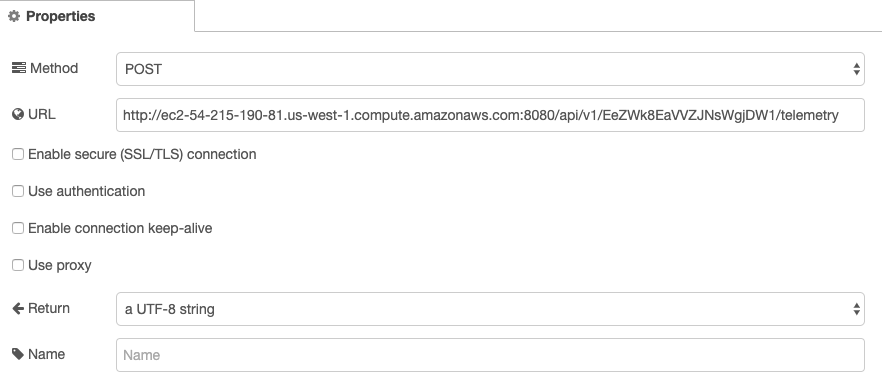 Properties
Method
POST
URL
http://ec2-54-215-190-81.us-west-1.compute.amazonaws.com:8080/api/v1/EeZWk8EaVVZJNsWgjDW1/telemetry
Enable secure (SSL/TLS) connection
Use authentication
Enable connection keep-alive
Use proxy
Return
a UTF-8 string
Name
Name